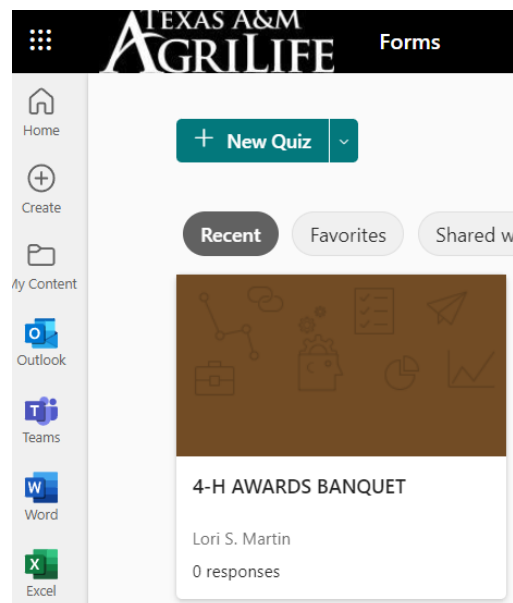 TEXAS A&M
AGRILIFE
Forms
Home
Create
My Content
Outlook
Teams
Word
Excel
+ New Quiz
Recent
Favorites
Shared w
4-H AWARDS BANQUET
Lori S. Martin
0 responses